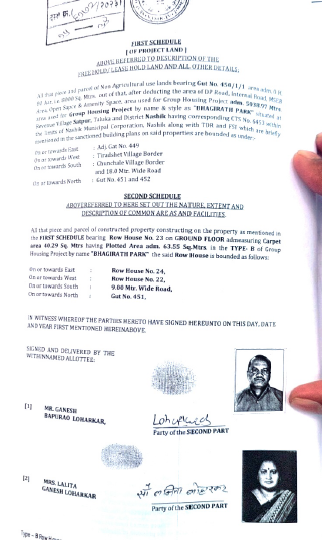 FIRST SCHEDULE
[ OF PROJECT LAND ]
ABOVE REFERRED TO DESCRIPTION OF THE
FREEHOLD/ LEASE HOLD LAND AND ALL OTHER DETAILS.
All that piece and parcel of Non Agricultural use lands bearing Gut No. 450/1/1 area adm.
Mtrs. out of that, after deducting the area of DP Road, Internal Road, MSEB
Area, Open Space & Amenity Space, area used for Group Housing Project adm.
area used for Group Housing Project by name & style as: "BHAGIRATH PARK" situated at
Revenue Village Satpur, Taluka and District Nashik having corresponding CTS No. 6453 within
the limits of Nashik Municipal Corporation, Nashik along with TDR and FSI which are briefly
mentioned in the sanctioned building plans on said properties are bounded as under:-
On or towards East : Adj Gat No. 449
On or towards West : Tiradshet Village Border
On or towards South : Chunchale Village Border
and 18.0 Mtr. Wide Road
On or towards North : Gut No. 451 and 452
SECOND SCHEDULE
ABOVEREFERRED TO HERE SET OUT THE NATURE, EXTENT AND
DESCRIPTION OF COMMON AREAS AND FACILITIES.
All that piece and parcel of constructed property constructing on the property as mentioned in
the FIRST SCHEDULE bearing Row House No. 23 on GROUND FLOOR admeasuring Carpet
area 40.29 Sq. Mtrs having Plotted Area adm. 63.55 Sq.Mtrs. in the TYPE- B of Group
Housing Project by name "BHAGIRATH PARK" the said Row House is bounded as follows:
On or towards East : Row House No. 24,
On or towards West : Row House No. 22,
On or towards South : 9.00 Mtr. Wide Road,
On or towards North : Gut No. 451.
IN WITNESS WHEREOF THE PARTIES HERETO HAVE SIGNED HEREUNTO ON THIS DAY, DATE
AND YEAR FIRST MENTIONED HEREINABOVE.
SIGNED AND DELIVERED BY THE
WITHINNAMED ALLOTTEE:
[1] MR. GANESH
BAPURAO LOHARKAR,
Party of the SECOND PART
[2] MRS. LALITA
GANESH LOHARKAR
सौ ललिता लोहारकर
Party of the SECOND PART
Type - B Row House